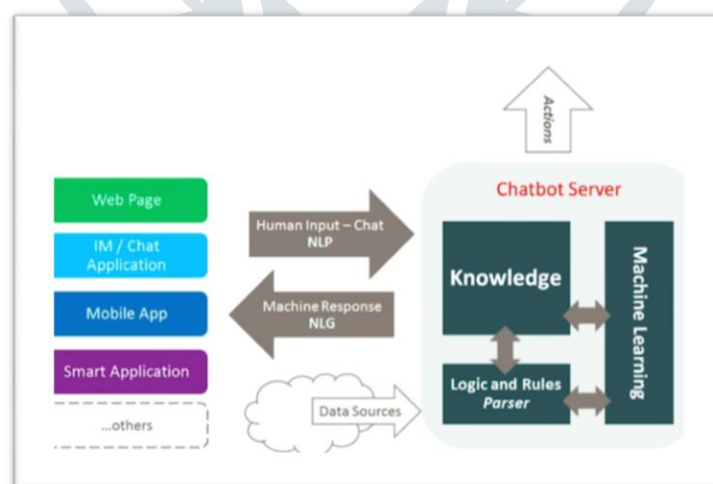 Actions
Chatbot Server
Web Page
IM / Chat
Application
Mobile App
Smart Application
...others
Human Input – Chat
NLP
Machine Response
NLG
Data Sources
Knowledge
Logic and Rules
Parser
Machine Learning